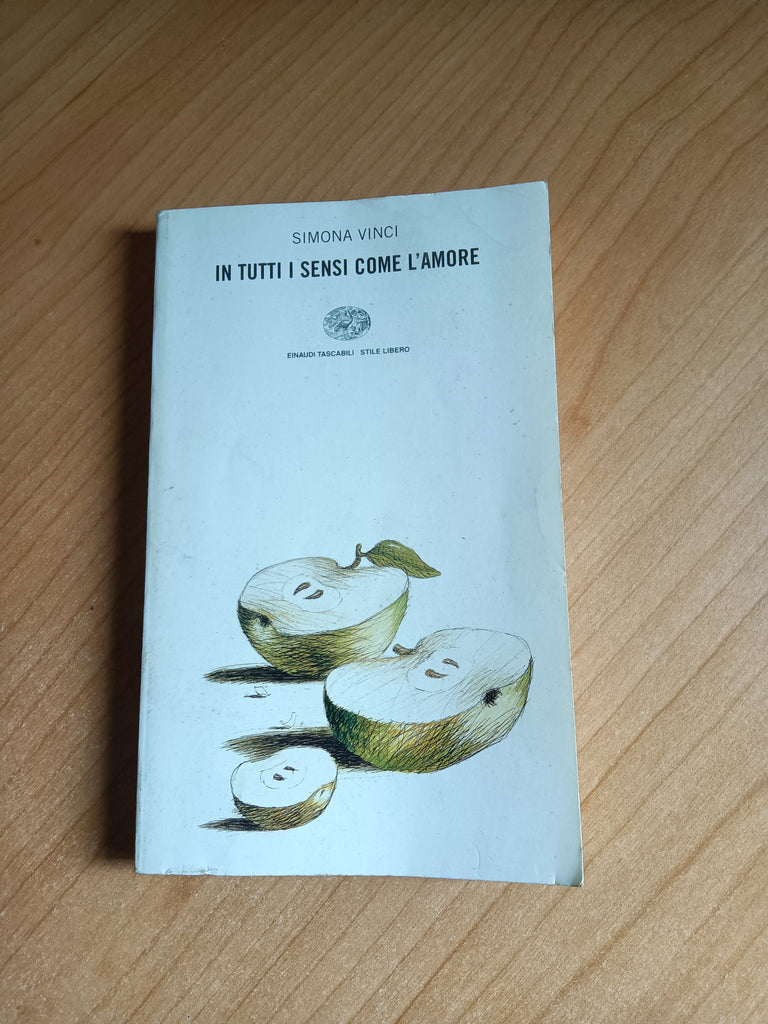 SIMONA VINCI
IN TUTTI I SENSI COME L'AMORE
EINAUDI TASCABILI STILE LIBERO